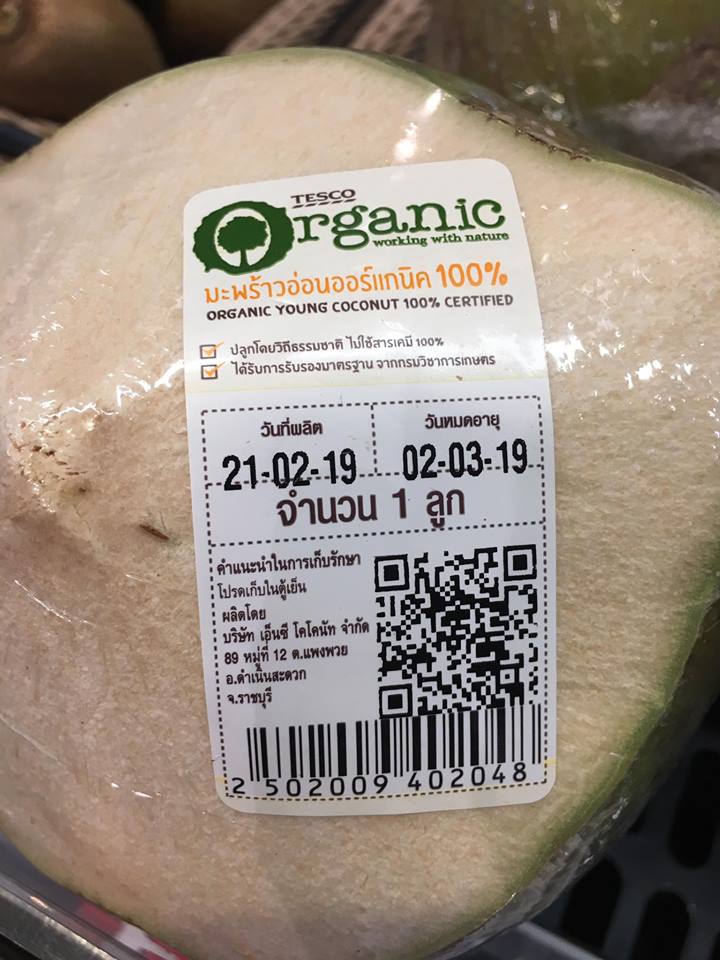 TESCO
Organic
working with nature
มะพร้าวอ่อนออร์แกนิค 100%
ORGANIC YOUNG COCONUT 100% CERTIFIED
ปลูกโดยวิถีธรรมชาติ ไม่ใช้สารเคมี 100%
ได้รับการรับรองมาตรฐาน จากกรมวิชาการเกษตร
วันที่ผลิต วันหมดอายุ
21-02-19 02-03-19
จำนวน 1 ลูก
คำแนะนำในการเก็บรักษา
โปรดเก็บในตู้เย็น
ผลิตโดย
บริษัท เอ็นซี โคโคนัท จำกัด
89 หมู่ที่ 12 ต.แพงพวย
อ.ดำเนินสะดวก
จ.ราชบุรี
2 502009 402048